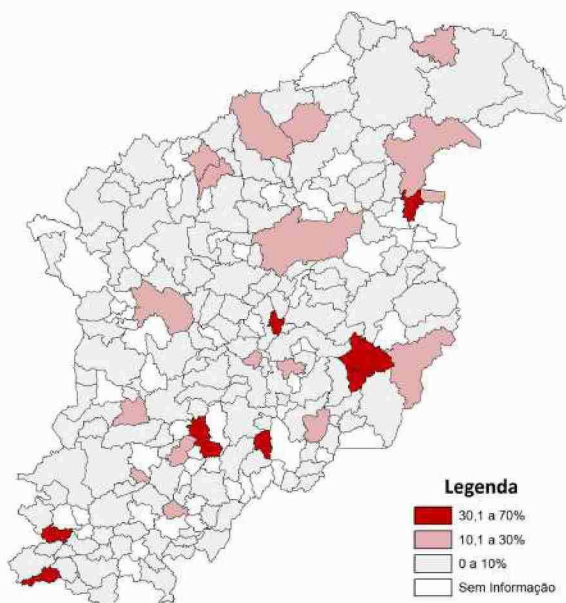 Legenda
30,1 a 70%
10,1 a 30%
0 a 10%
Sem Informação